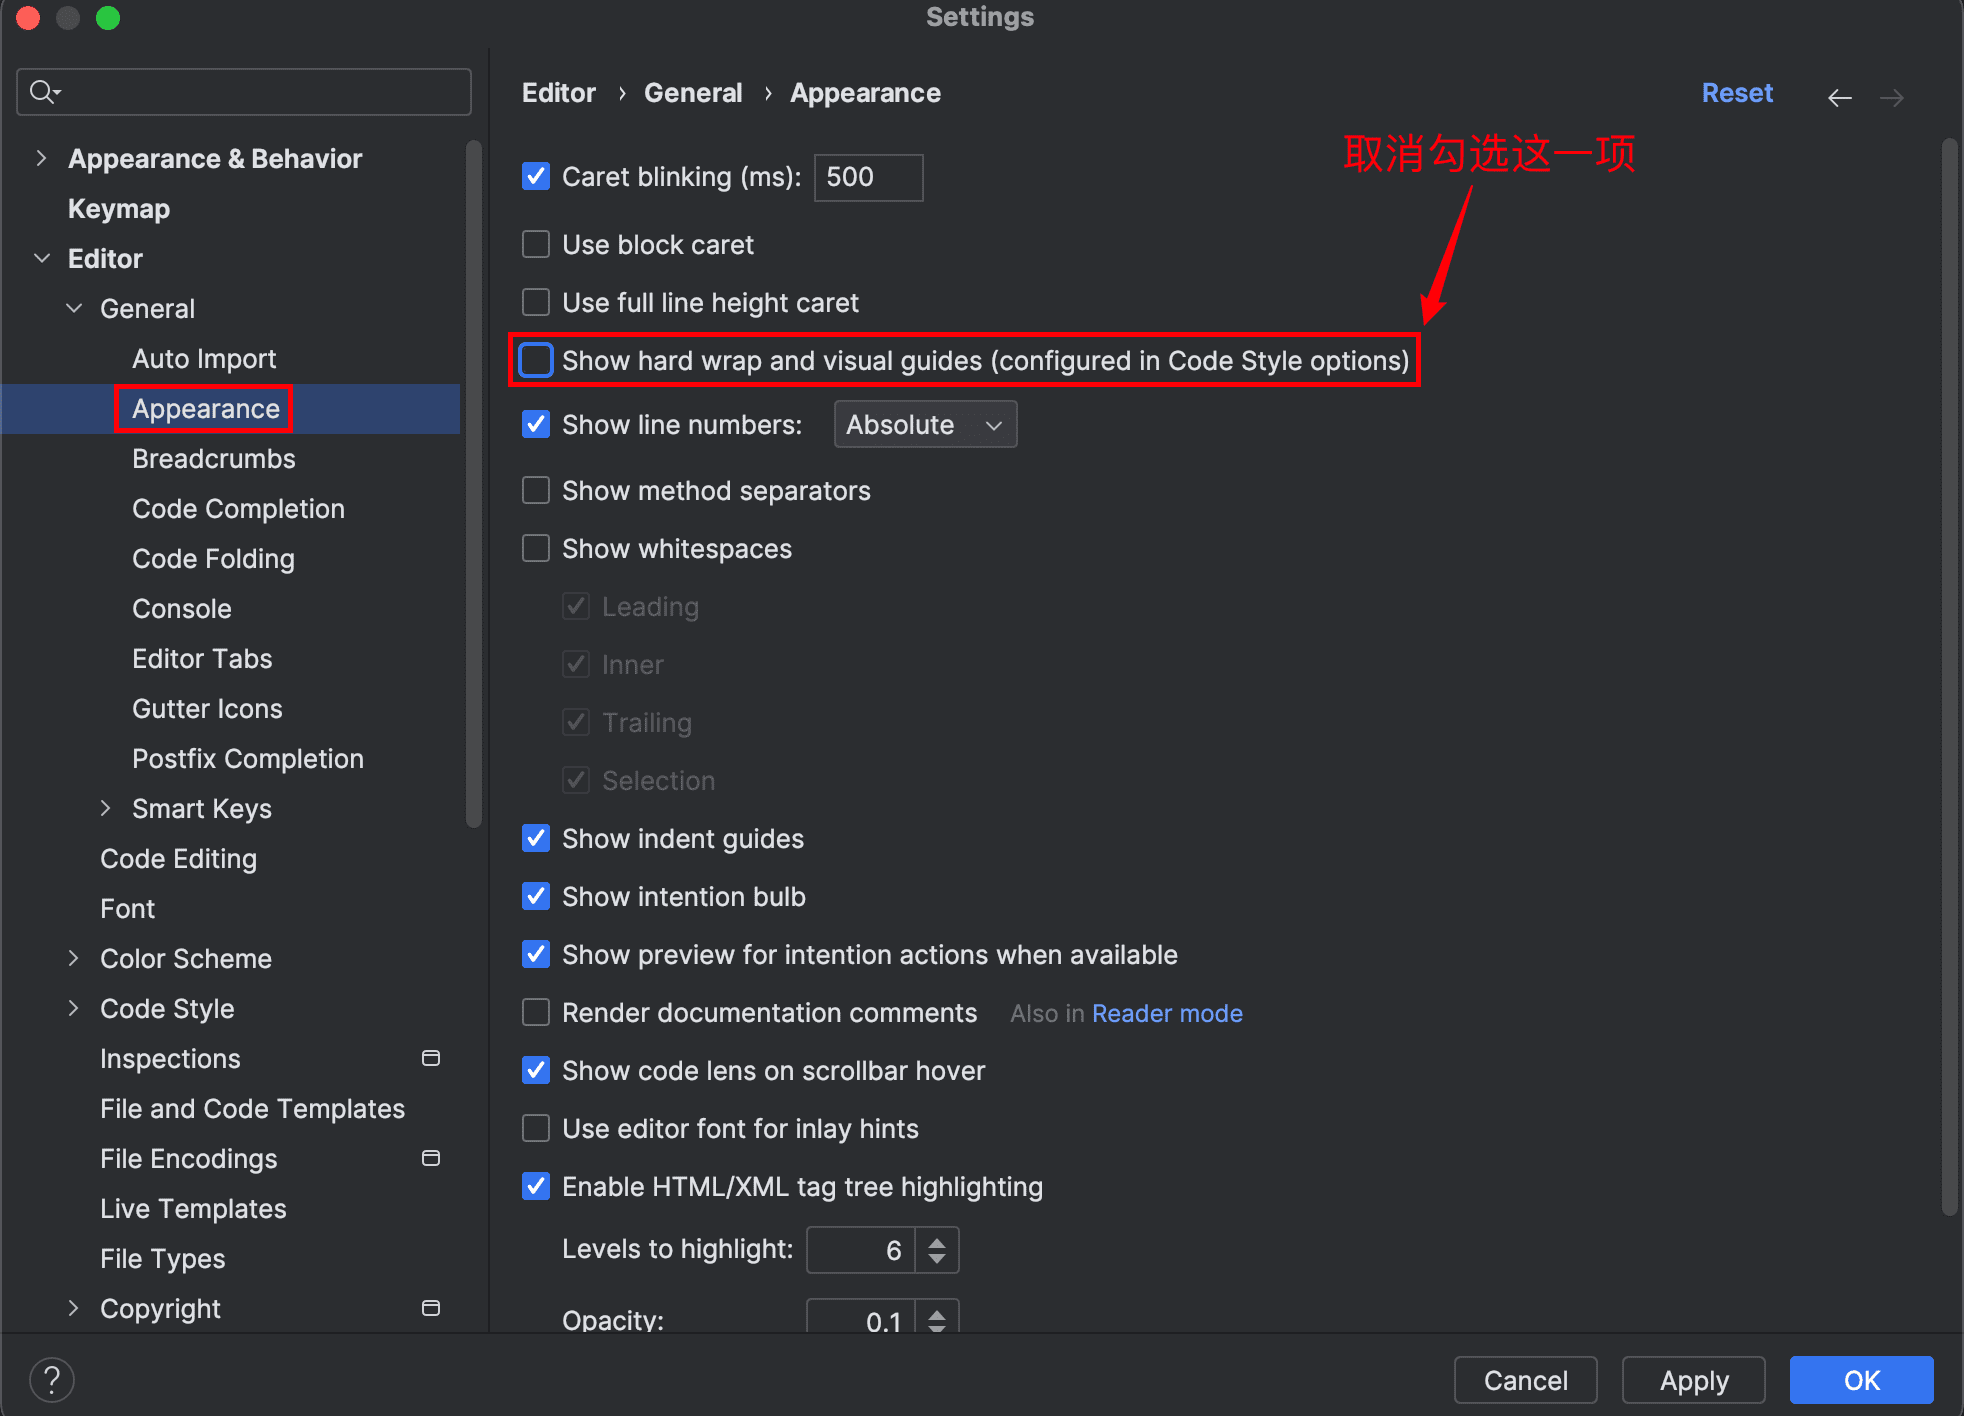 Settings
Appearance & Behavior
Keymap
Editor
General
Auto Import
Appearance
Breadcrumbs
Code Completion
Code Folding
Console
Editor Tabs
Gutter Icons
Postfix Completion
Smart Keys
Code Editing
Font
Color Scheme
Code Style
Inspections
File and Code Templates
File Encodings
Live Templates
File Types
Copyright
Editor › General › Appearance
Reset
取消勾选这一项
Caret blinking (ms): 500
Use block caret
Use full line height caret
Show hard wrap and visual guides (configured in Code Style options)
Show line numbers: Absolute
Show method separators
Show whitespaces
Leading
Inner
Trailing
Selection
Show indent guides
Show intention bulb
Show preview for intention actions when available
Render documentation comments Also in Reader mode
Show code lens on scrollbar hover
Use editor font for inlay hints
Enable HTML/XML tag tree highlighting
Levels to highlight: 6
Opacity: 0.1
?
Cancel
Apply
OK